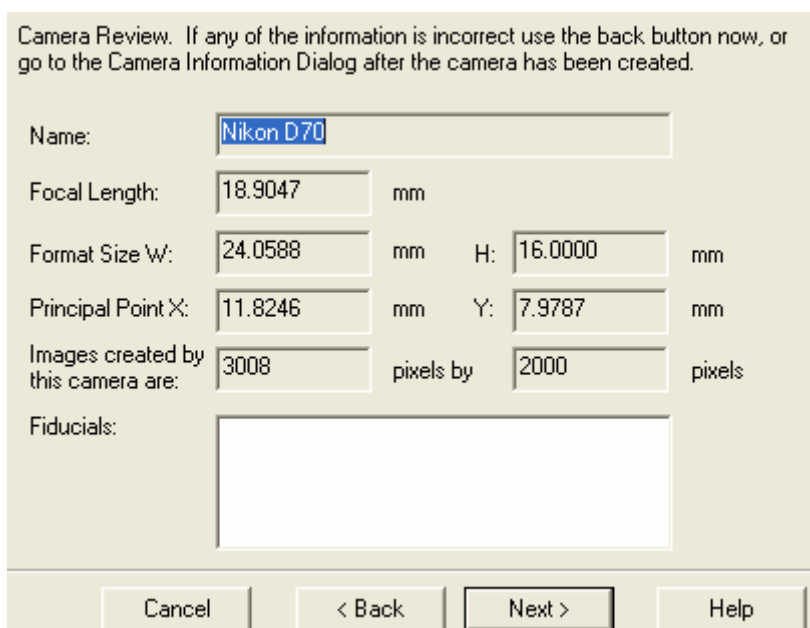 Camera Review.  If any of the information is incorrect use the back button now, or
go to the Camera Information Dialog after the camera has been created.
Name: Nikon D70
Focal Length: 18.9047 mm
Format Size W: 24.0588 mm H: 16.0000 mm
Principal Point X: 11.8246 mm Y: 7.9787 mm
Images created by
this camera are: 3008 pixels by 2000 pixels
Fiducials:
Cancel < Back Next > Help